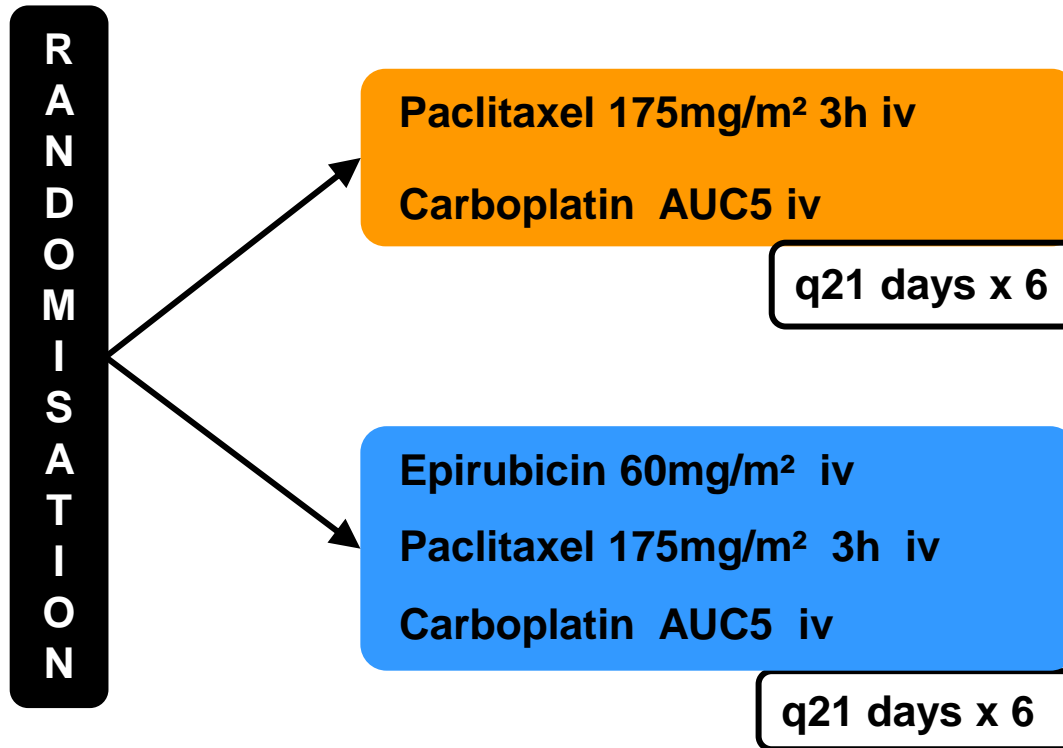 RANDOMISATION
Paclitaxel 175mg/m² 3h iv
Carboplatin AUC5 iv
q21 days x 6
Epirubicin 60mg/m² iv
Paclitaxel 175mg/m² 3h iv
Carboplatin AUC5 iv
q21 days x 6